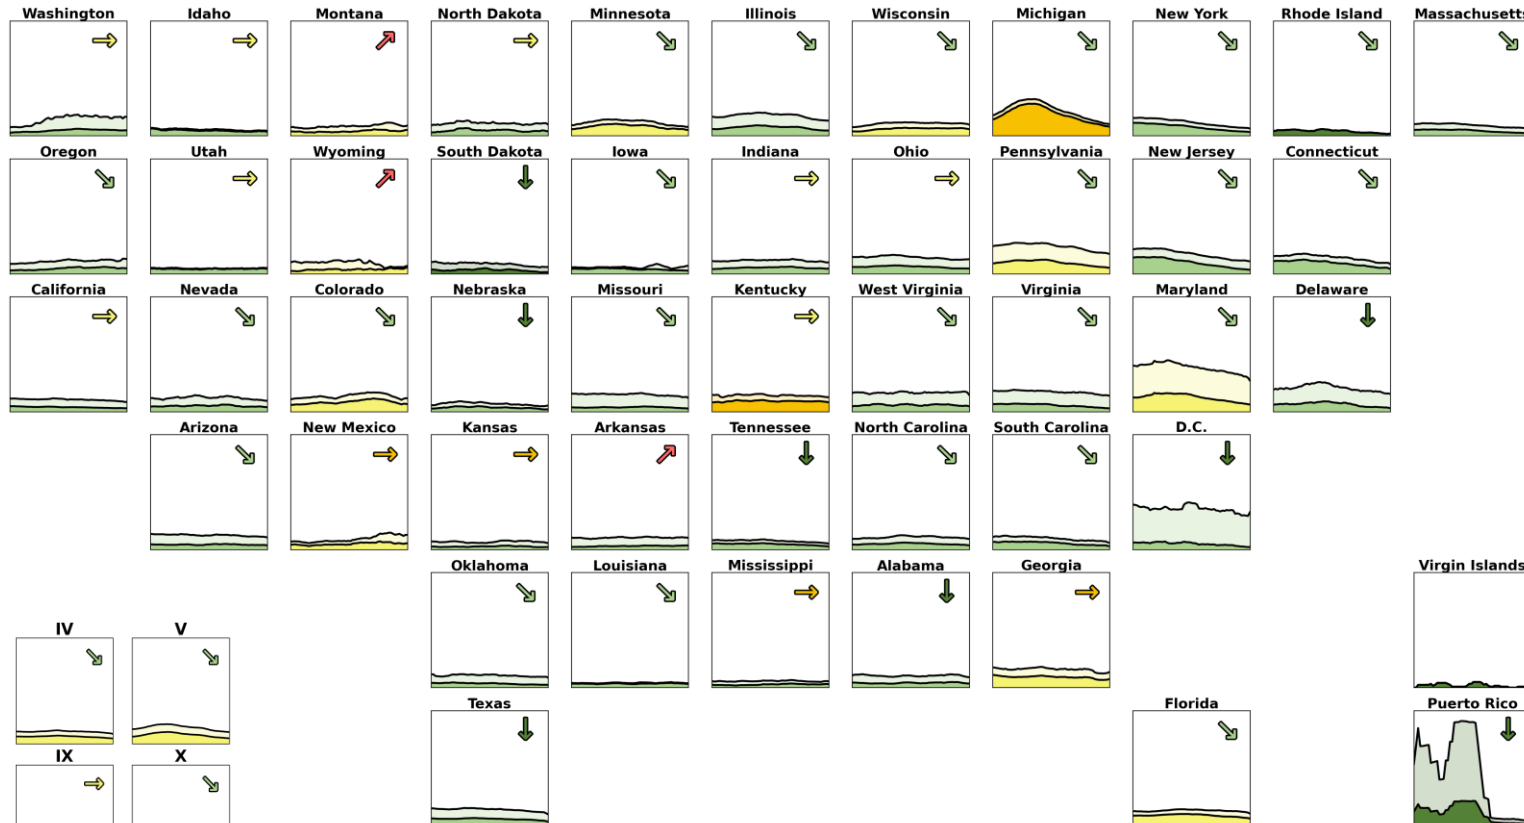 Washington Idaho Montana North Dakota Minnesota Illinois Wisconsin Michigan New York Rhode Island Massachusetts
Oregon Utah Wyoming South Dakota Iowa Indiana Ohio Pennsylvania New Jersey Connecticut
California Nevada Colorado Nebraska Missouri Kentucky West Virginia Virginia Maryland Delaware
Arizona New Mexico Kansas Arkansas Tennessee North Carolina South Carolina D.C.
Oklahoma Louisiana Mississippi Alabama Georgia Virgin Islands
IV V
Texas Florida Puerto Rico
IX X